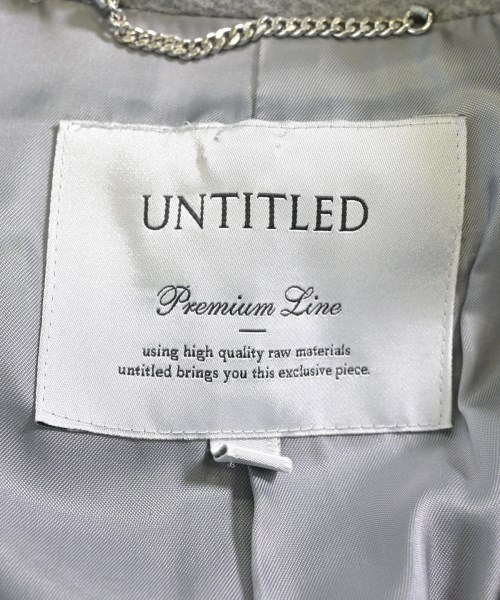 UNTITLED
Premium Line
using high quality raw materials
untitled brings you this exclusive piece.